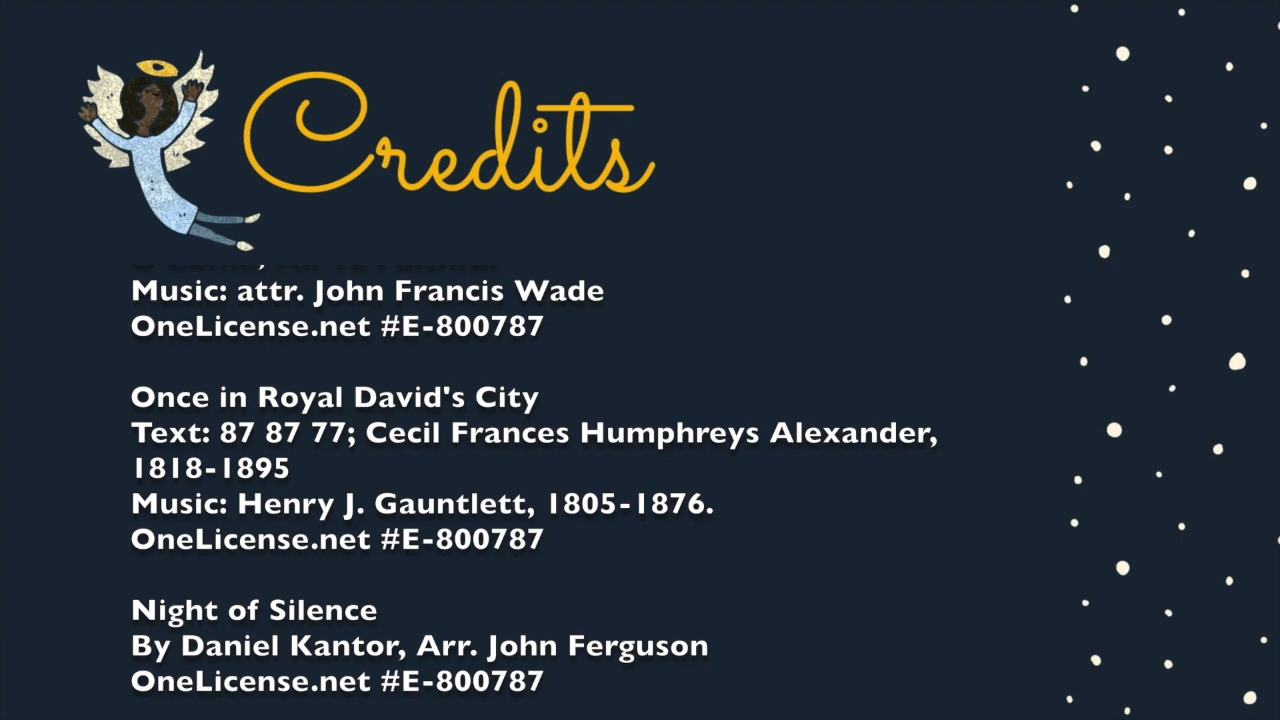 Credits
Music: attr. John Francis Wade
OneLicense.net #E-800787
Once in Royal David's City
Text: 87 87 77; Cecil Frances Humphreys Alexander,
1818-1895
Music: Henry J. Gauntlett, 1805-1876.
OneLicense.net #E-800787
Night of Silence
By Daniel Kantor, Arr. John Ferguson
OneLicense.net #E-800787